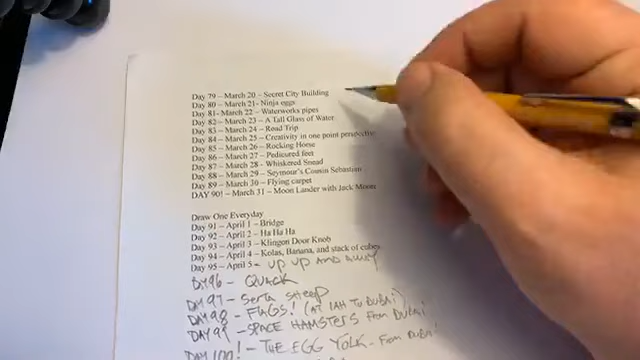 Day 79 – March 20 – Secret City Building
Day 80 – March 21- Ninja eggs
Day 81- March 22 – Waterworks pipes
Day 82 – March 23 – A Tall Glass of Water
Day 83 – March 24 – Road Trip
Day 84 – March 25 – Creativity in one point perspective
Day 85 – March 26 – Rocking Horse
Day 86 – March 27 – Pedicured feet
Day 87 – March 28 – Whiskered Snead
Day 88 – March 29 – Seymour's Cousin Sebastian
Day 89 – March 30 – Flying carpet
DAY 90! – March 31 – Moon Lander with Jack Moore
Draw One Everyday
Day 91 – April 1 – Bridge
Day 92 – April 2 – Ha Ha Ha
Day 93 – April 3 – Klingon Door Knob
Day 94 – April 4 – Kolas, Banana, and stack of cubes
Day 95 – April 5 – UP UP AND AWAY
DAY 96 – QUACK
DAY 97 – Serta SHEEP
DAY 98 – FLAGS! (AT IAH TO DUBAI)
DAY 99 – SPACE HAMSTERS From DUBAI
DAY 100! – THE EGG YOLK – From DUBAI